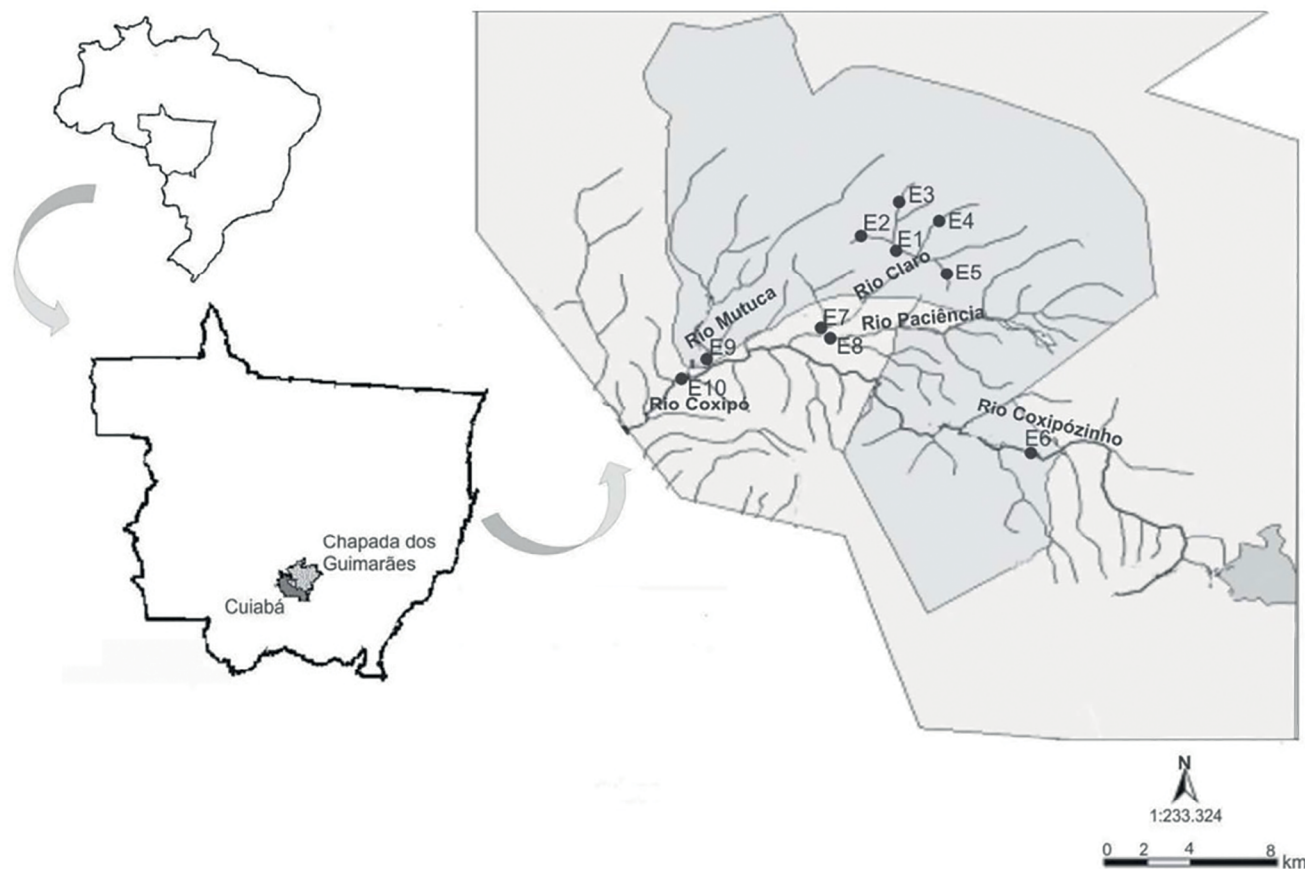 Chapada dos
Guimarães
Cuiabá
E3
E2
E4
E1
E5
Rio Claro
Rio Mutuca
E7
Rio Paciência
E8
E9
E10
Rio Coxipó
Rio Coxipózinho
E6
N
1:233.324
0 2 4 8 km